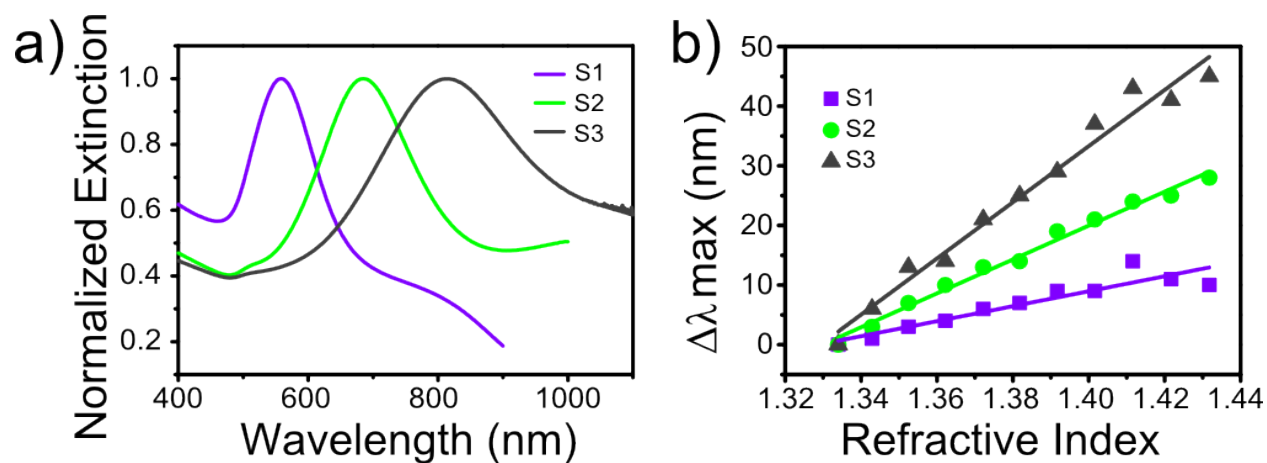 a)
Normalized Extinction
1.0
0.8
0.6
0.4
0.2
S1
S2
S3
400
600
800
1000
Wavelength (nm)
b)
Δλmax (nm)
50
40
30
20
10
0
S1
S2
S3
1.32
1.34
1.36
1.38
1.40
1.42
1.44
Refractive Index